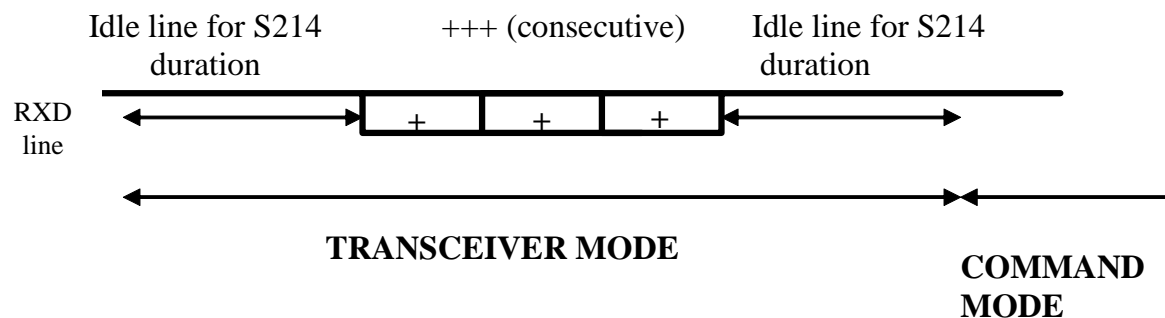 Idle line for S214 duration
+++ (consecutive)
Idle line for S214 duration
RXD line
+ + +
TRANSCEIVER MODE
COMMAND MODE